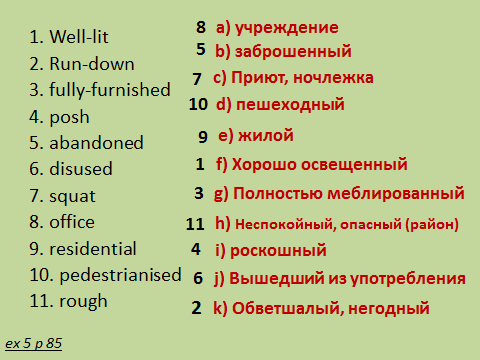 1. Well-lit
2. Run-down
3. fully-furnished
4. posh
5. abandoned
6. disused
7. squat
8. office
9. residential
10. pedestrianised
11. rough
8 a) учреждение
5 b) заброшенный
7 c) Приют, ночлежка
10 d) пешеходный
9 e) жилой
1 f) Хорошо освещенный
3 g) Полностью меблированный
11 h) Неспокойный, опасный (район)
4 i) роскошный
6 j) Вышедший из употребления
2 k) Обветшалый, негодный
ex 5 p 85